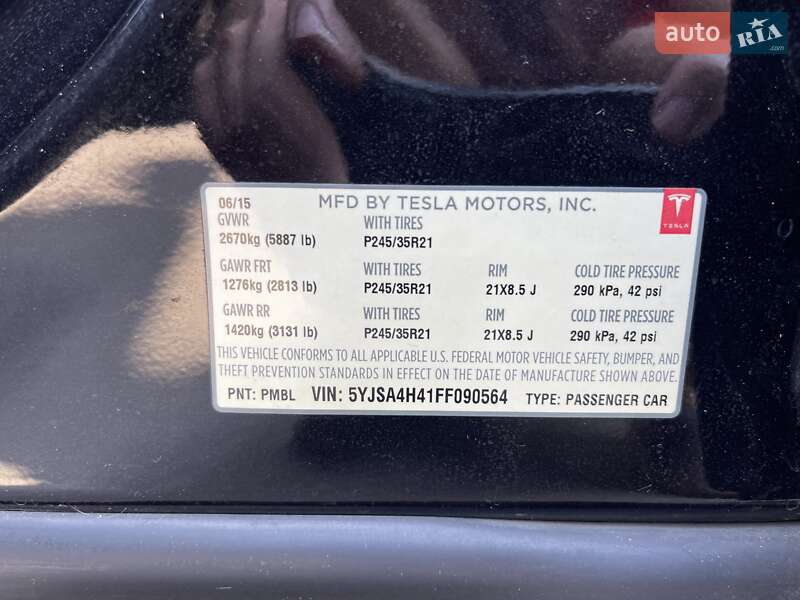 auto RIA.com
06/15 MFD BY TESLA MOTORS, INC.
GVWR WITH TIRES
2670kg (5887 lb) P245/35R21
TESLA
GAWR FRT WITH TIRES RIM COLD TIRE PRESSURE
1276kg (2813 lb) P245/35R21 21X8.5 J 290 kPa, 42 psi
GAWR RR WITH TIRES RIM COLD TIRE PRESSURE
1420kg (3131 lb) P245/35R21 21X8.5 J 290 kPa, 42 psi
THIS VEHICLE CONFORMS TO ALL APPLICABLE U.S. FEDERAL MOTOR VEHICLE SAFETY, BUMPER, AND
THEFT PREVENTION STANDARDS IN EFFECT ON THE DATE OF MANUFACTURE SHOWN ABOVE.
PNT: PMBL VIN: 5YJSA4H41FF090564 TYPE: PASSENGER CAR